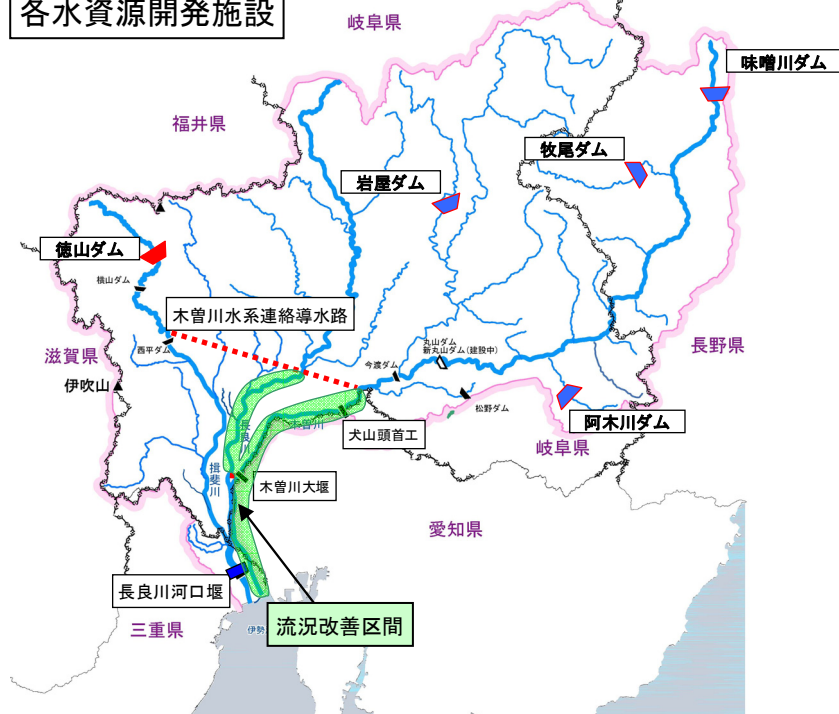 各水資源開発施設
岐阜県
味噌川ダム
福井県
牧尾ダム
岩屋ダム
徳山ダム
横山ダム
木曽川水系連絡導水路
丸山ダム
新丸山ダム(建設中)
長野県
滋賀県
西平ダム
今渡ダム
伊吹山
松野ダム
阿木川ダム
長良川
木曽川
犬山頭首工
岐阜県
揖斐川
木曽川大堰
愛知県
長良川河口堰
三重県
伊勢
流況改善区間